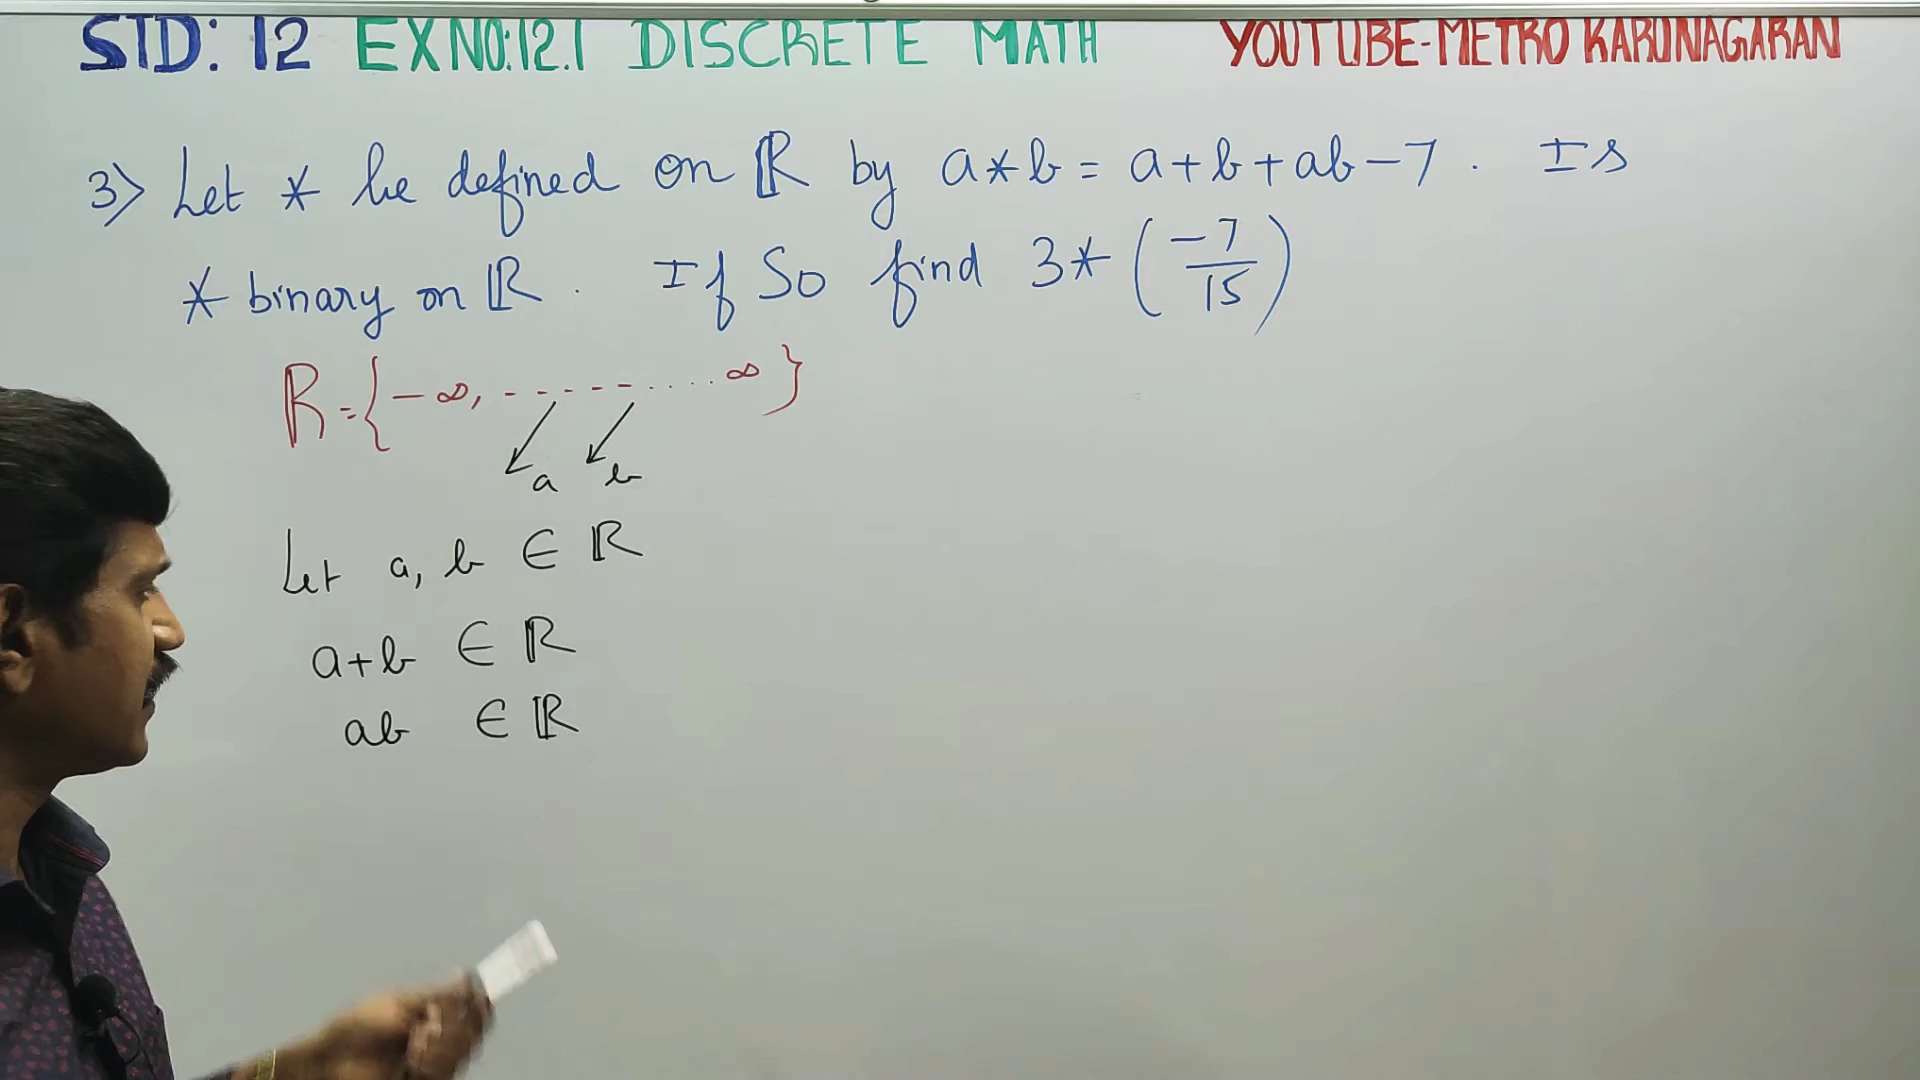 STD: 12 EXNO:12.1 DISCRETE MATH YOUTUBE-METRO KARUNAGARAN
3) Let * be defined on ℝ by a*b = a+b+ab-7. Is
* binary on ℝ. If So find 3*(-7/15)
ℝ={-∞, - - - - - .... ∞}
a b
Let a, b ∈ ℝ
a+b ∈ ℝ
ab ∈ ℝ